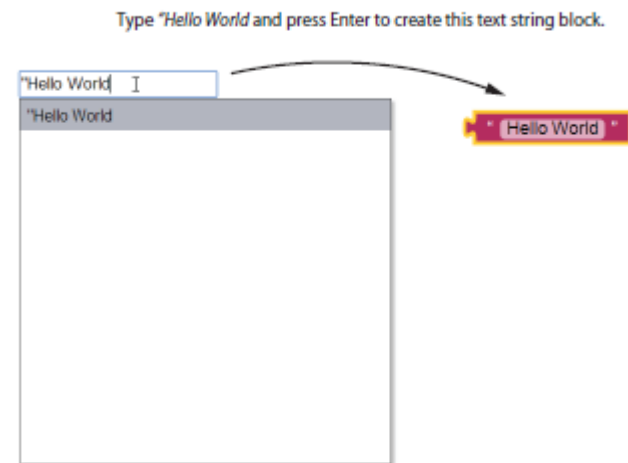 Type "Hello World and press Enter to create this text string block.
"Hello World
"Hello World
" Hello World "